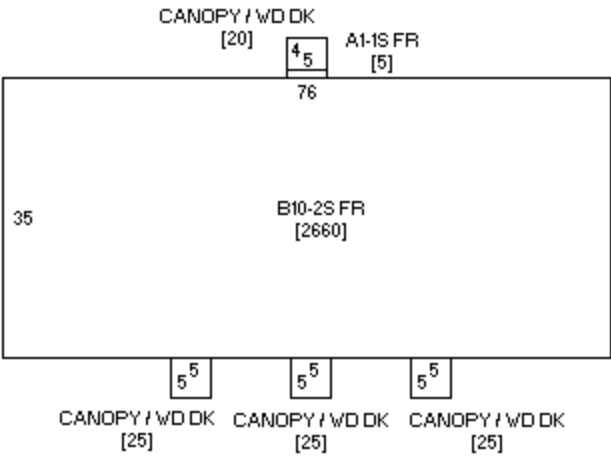 CANOPY / WD DK
[20]
4
5
A1-1S FR
[5]
76
35
B10-2S FR
[2660]
5 5
5 5
5 5
CANOPY / WD DK
[25]
CANOPY / WD DK
[25]
CANOPY / WD DK
[25]